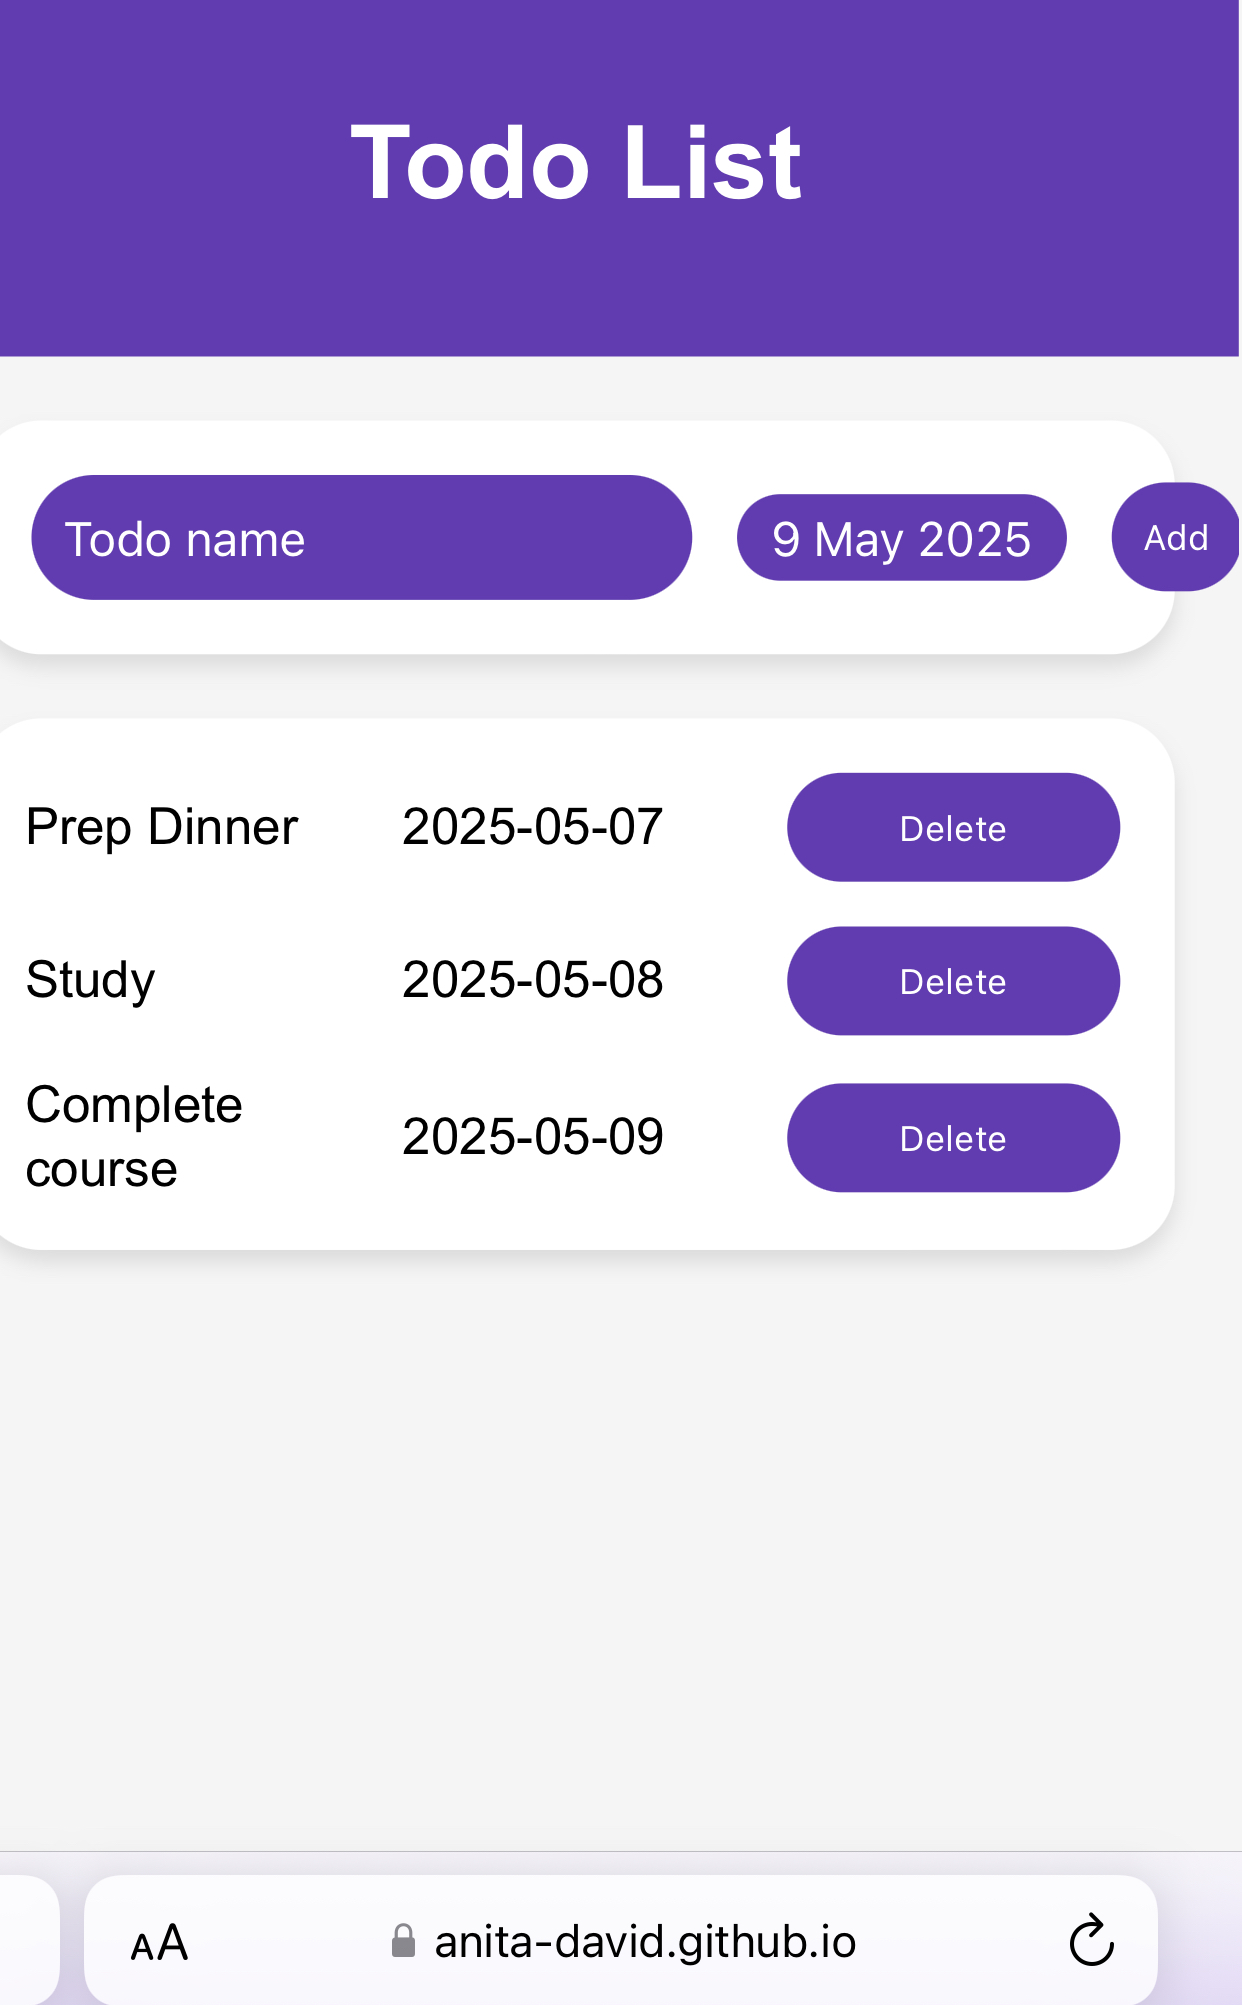 Todo List
Todo name
9 May 2025
Add
Prep Dinner
2025-05-07
Delete
Study
2025-05-08
Delete
Complete
course
2025-05-09
Delete
AA
anita-david.github.io